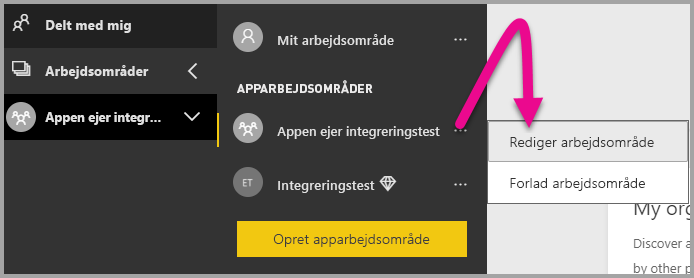 Delt med mig
Arbejdsområder
Appen ejer integr...
Mit arbejdsområde
APPARBEJDSOMRÅDER
Appen ejer integreringstest
ET
Integreringstest
Opret apparbejdsområde
Rediger arbejdsområde
Forlad arbejdsområde
My org
Discover a
by other p